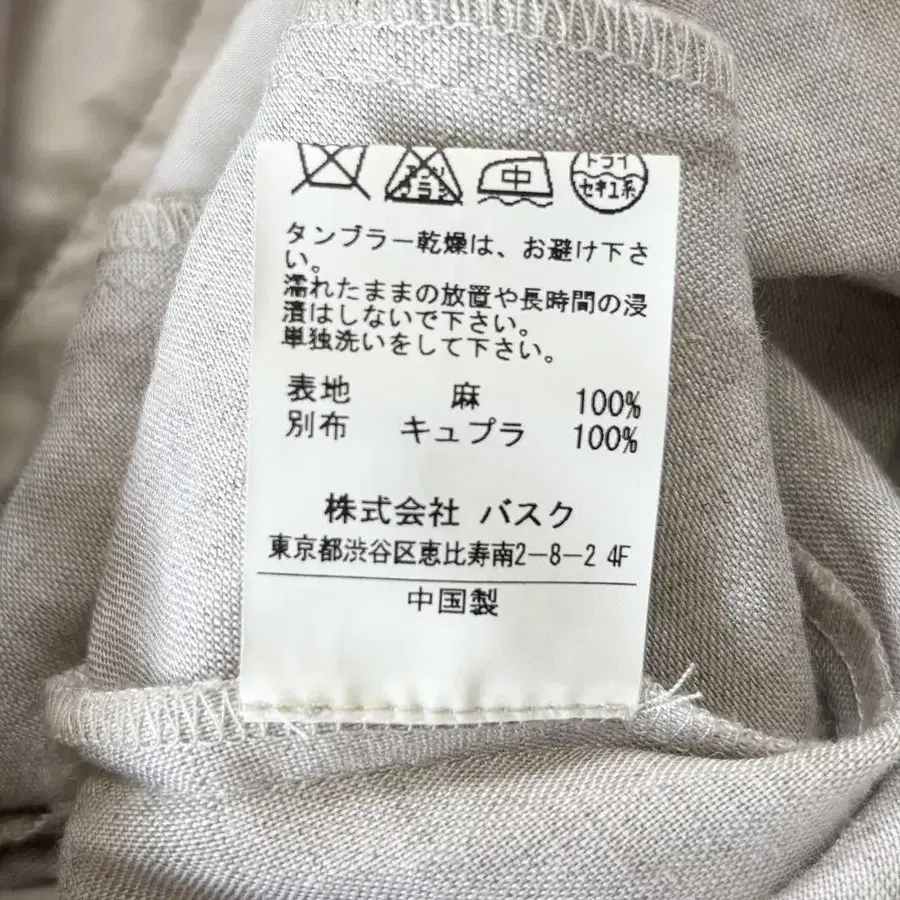 中
ドライ
セキユ系
タンブラー乾燥は、お避け下さ
い。
濡れたままの放置や長時間の浸
漬はしないで下さい。
単独洗いをして下さい。
表地 麻 100%
別布 キュプラ 100%
株式会社 バスク
東京都渋谷区恵比寿南2-8-2 4F
中国製